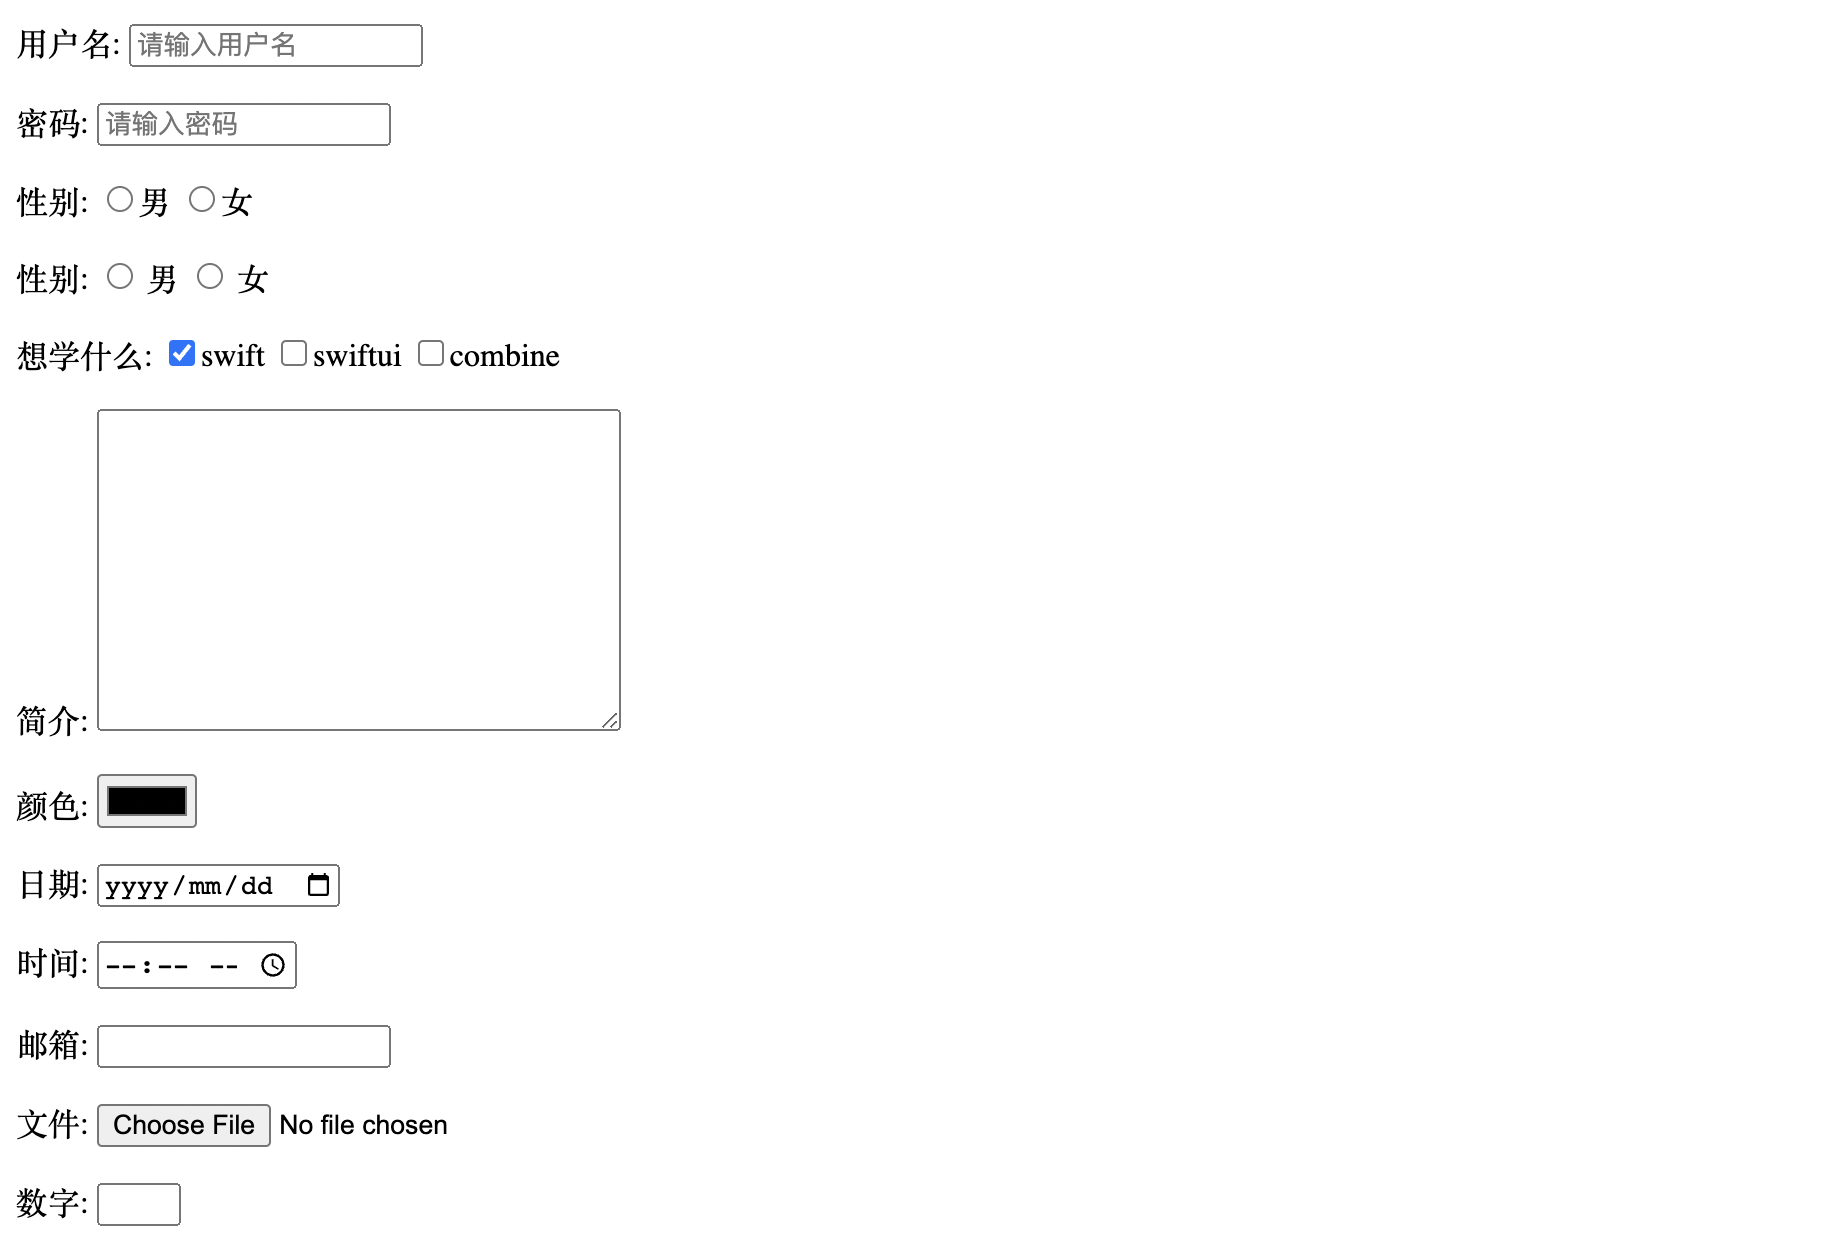 用户名: 请输入用户名
密码: 请输入密码
性别: 男 女
性别: 男 女
想学什么: swift swiftui combine
简介:
颜色:
日期: yyyy/mm/dd
时间: --:-- --
邮箱:
文件: Choose File No file chosen
数字: